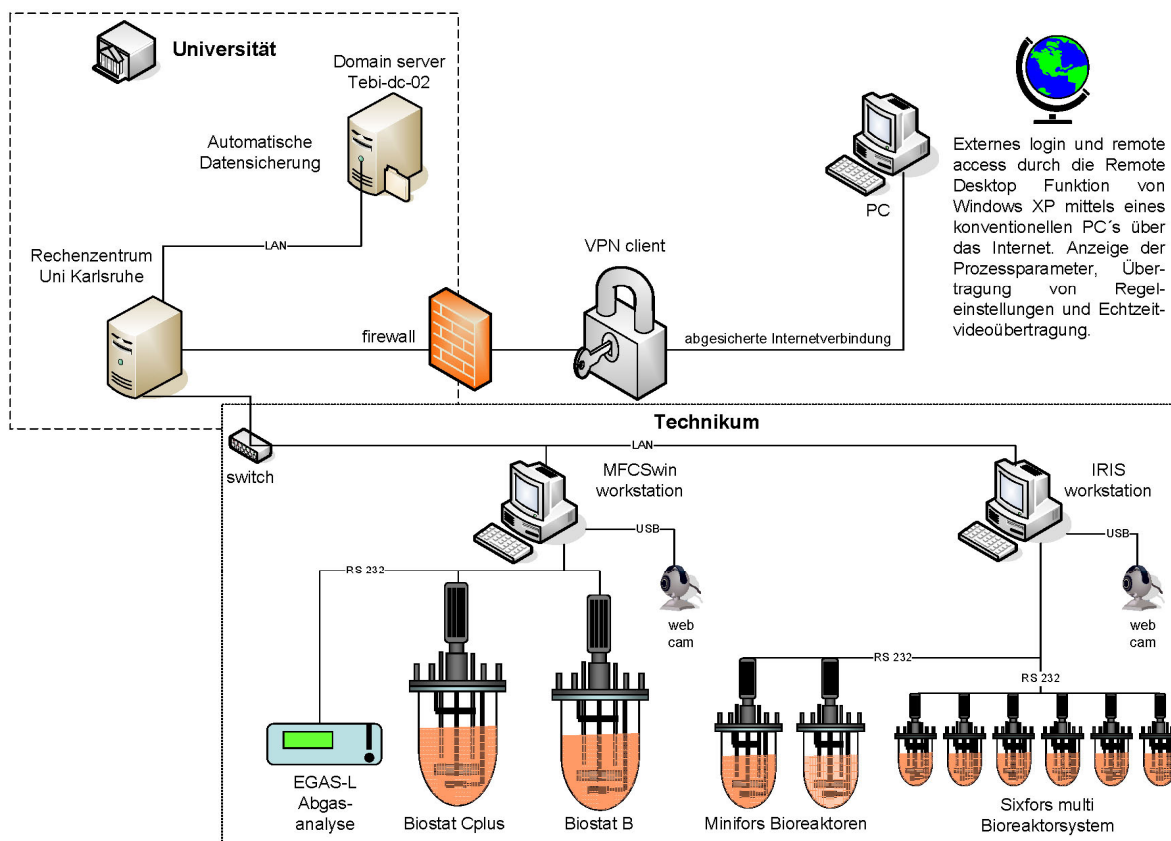 Universität
Domain server
Tebi-dc-02
Automatische
Datensicherung
LAN
Rechenzentrum
Uni Karlsruhe
firewall
VPN client
abgesicherte Internetverbindung
PC
Externes login und remote
access durch die Remote
Desktop Funktion von
Windows XP mittels eines
konventionellen PC´s über
das Internet. Anzeige der
Prozessparameter, Über-
tragung von Regel-
einstellungen und Echtzeit-
videoübertragung.
Technikum
switch
LAN
MFCSwin
workstation
USB
web
cam
RS 232
IRIS
workstation
USB
web
cam
RS 232
RS 232
EGAS-L
Abgas-
analyse
Biostat Cplus
Biostat B
Minifors Bioreaktoren
Sixfors multi
Bioreaktorsystem